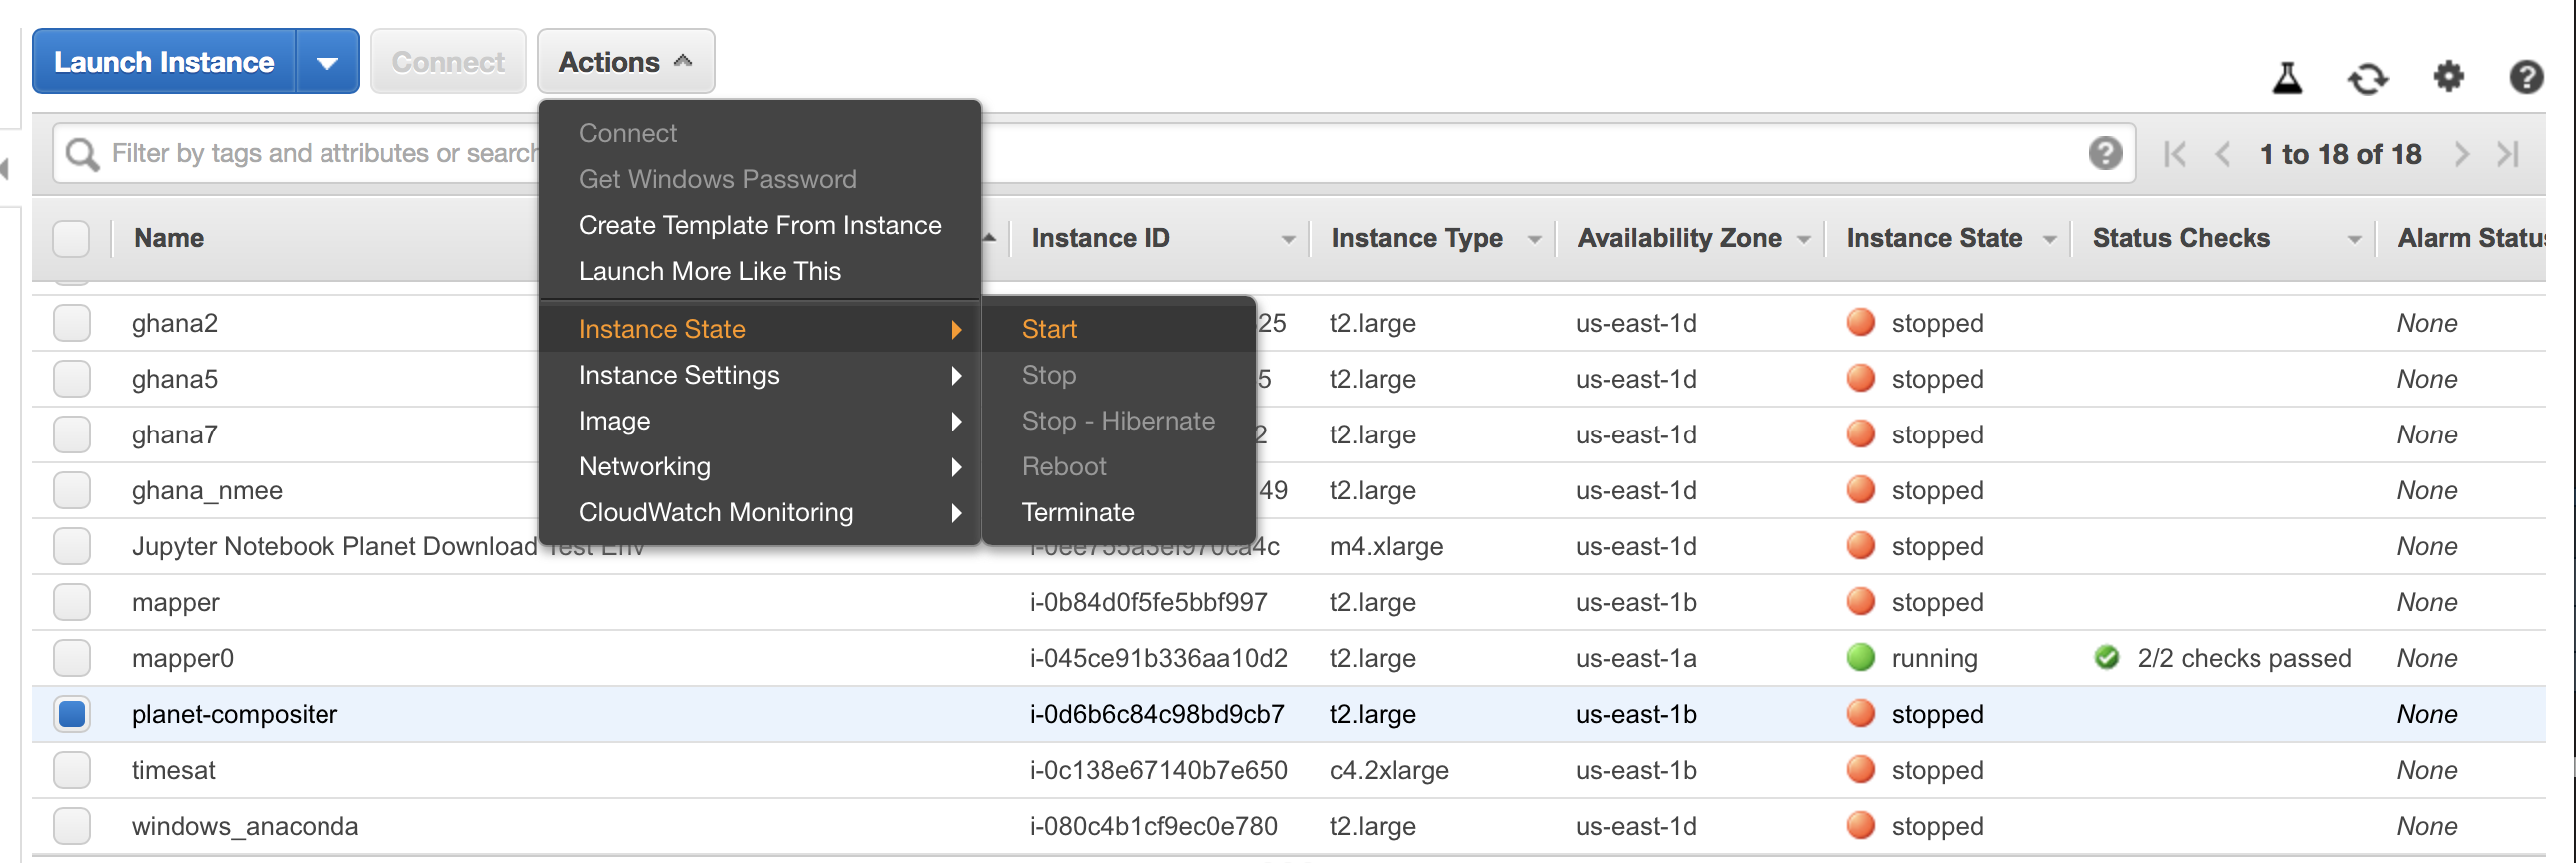 Launch Instance Connect Actions
Connect
Filter by tags and attributes or search 1 to 18 of 18
Get Windows Password
Create Template From Instance
Name Instance ID Instance Type Availability Zone Instance State Status Checks Alarm Status
Launch More Like This
ghana2 25 t2.large us-east-1d stopped None
Instance State Start
ghana5 5 t2.large us-east-1d stopped None
Instance Settings Stop
Image Stop - Hibernate
ghana7 2 t2.large us-east-1d stopped None
Networking Reboot
ghana_nmee 49 t2.large us-east-1d stopped None
CloudWatch Monitoring Terminate
Jupyter Notebook Planet Download Test Env i-0ee755a3ef970ca4c m4.xlarge us-east-1d stopped None
mapper i-0b84d0f5fe5bbf997 t2.large us-east-1b stopped None
mapper0 i-045ce91b336aa10d2 t2.large us-east-1a running 2/2 checks passed None
planet-compositer i-0d6b6c84c98bd9cb7 t2.large us-east-1b stopped None
timesat i-0c138e67140b7e650 c4.2xlarge us-east-1b stopped None
windows_anaconda i-080c4b1cf9ec0e780 t2.large us-east-1d stopped None